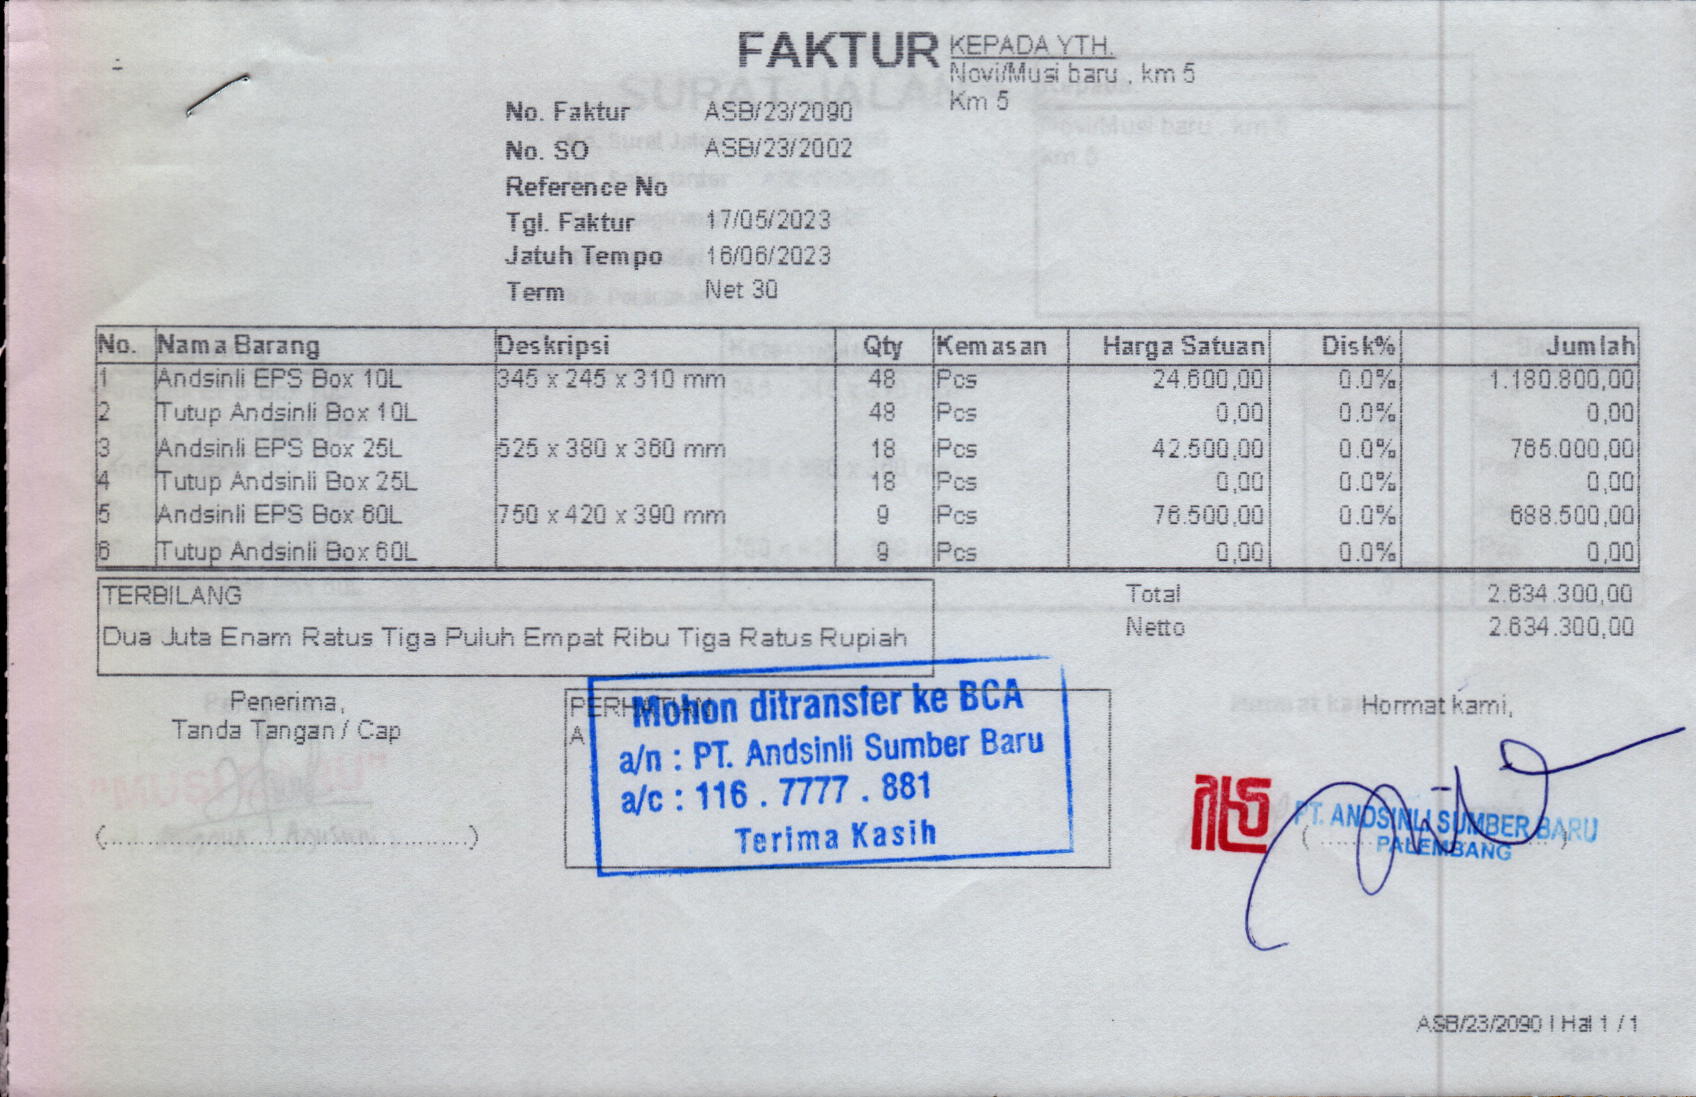 FAKTUR
KEPADA YTH.
Novi/Musi baru , km 5
Km 5
No. Faktur ASB/23/2090
No. SO ASB/23/2002
Reference No
Tgl. Faktur 17/05/2023
Jatuh Tempo 16/06/2023
Term Net 30
No. Nama Barang Deskripsi Qty Kemasan Harga Satuan Disk% Jumlah
1 Andsinli EPS Box 10L 345 x 245 x 310 mm 48 Pcs 24.600,00 0.0% 1.180.800,00
2 Tutup Andsinli Box 10L 48 Pcs 0,00 0.0% 0,00
3 Andsinli EPS Box 25L 525 x 380 x 360 mm 18 Pcs 42.500,00 0.0% 765.000,00
4 Tutup Andsinli Box 25L 18 Pcs 0,00 0.0% 0,00
5 Andsinli EPS Box 60L 750 x 420 x 390 mm 9 Pcs 76.500,00 0.0% 688.500,00
6 Tutup Andsinli Box 60L 9 Pcs 0,00 0.0% 0,00
TERBILANG
Dua Juta Enam Ratus Tiga Puluh Empat Ribu Tiga Ratus Rupiah
Total 2.634.300,00
Netto 2.634.300,00
Penerima,
Tanda Tangan / Cap
"MUSI BARU"
(........................................)
PERHATIAN
A
Mohon ditransfer ke BCA
a/n : PT. Andsinli Sumber Baru
a/c : 116 . 7777 . 881
Terima Kasih
Hormat kami,
PT. ANDSINLI SUMBER BARU
PALEMBANG
ASB/23/2090 | Hal 1 / 1